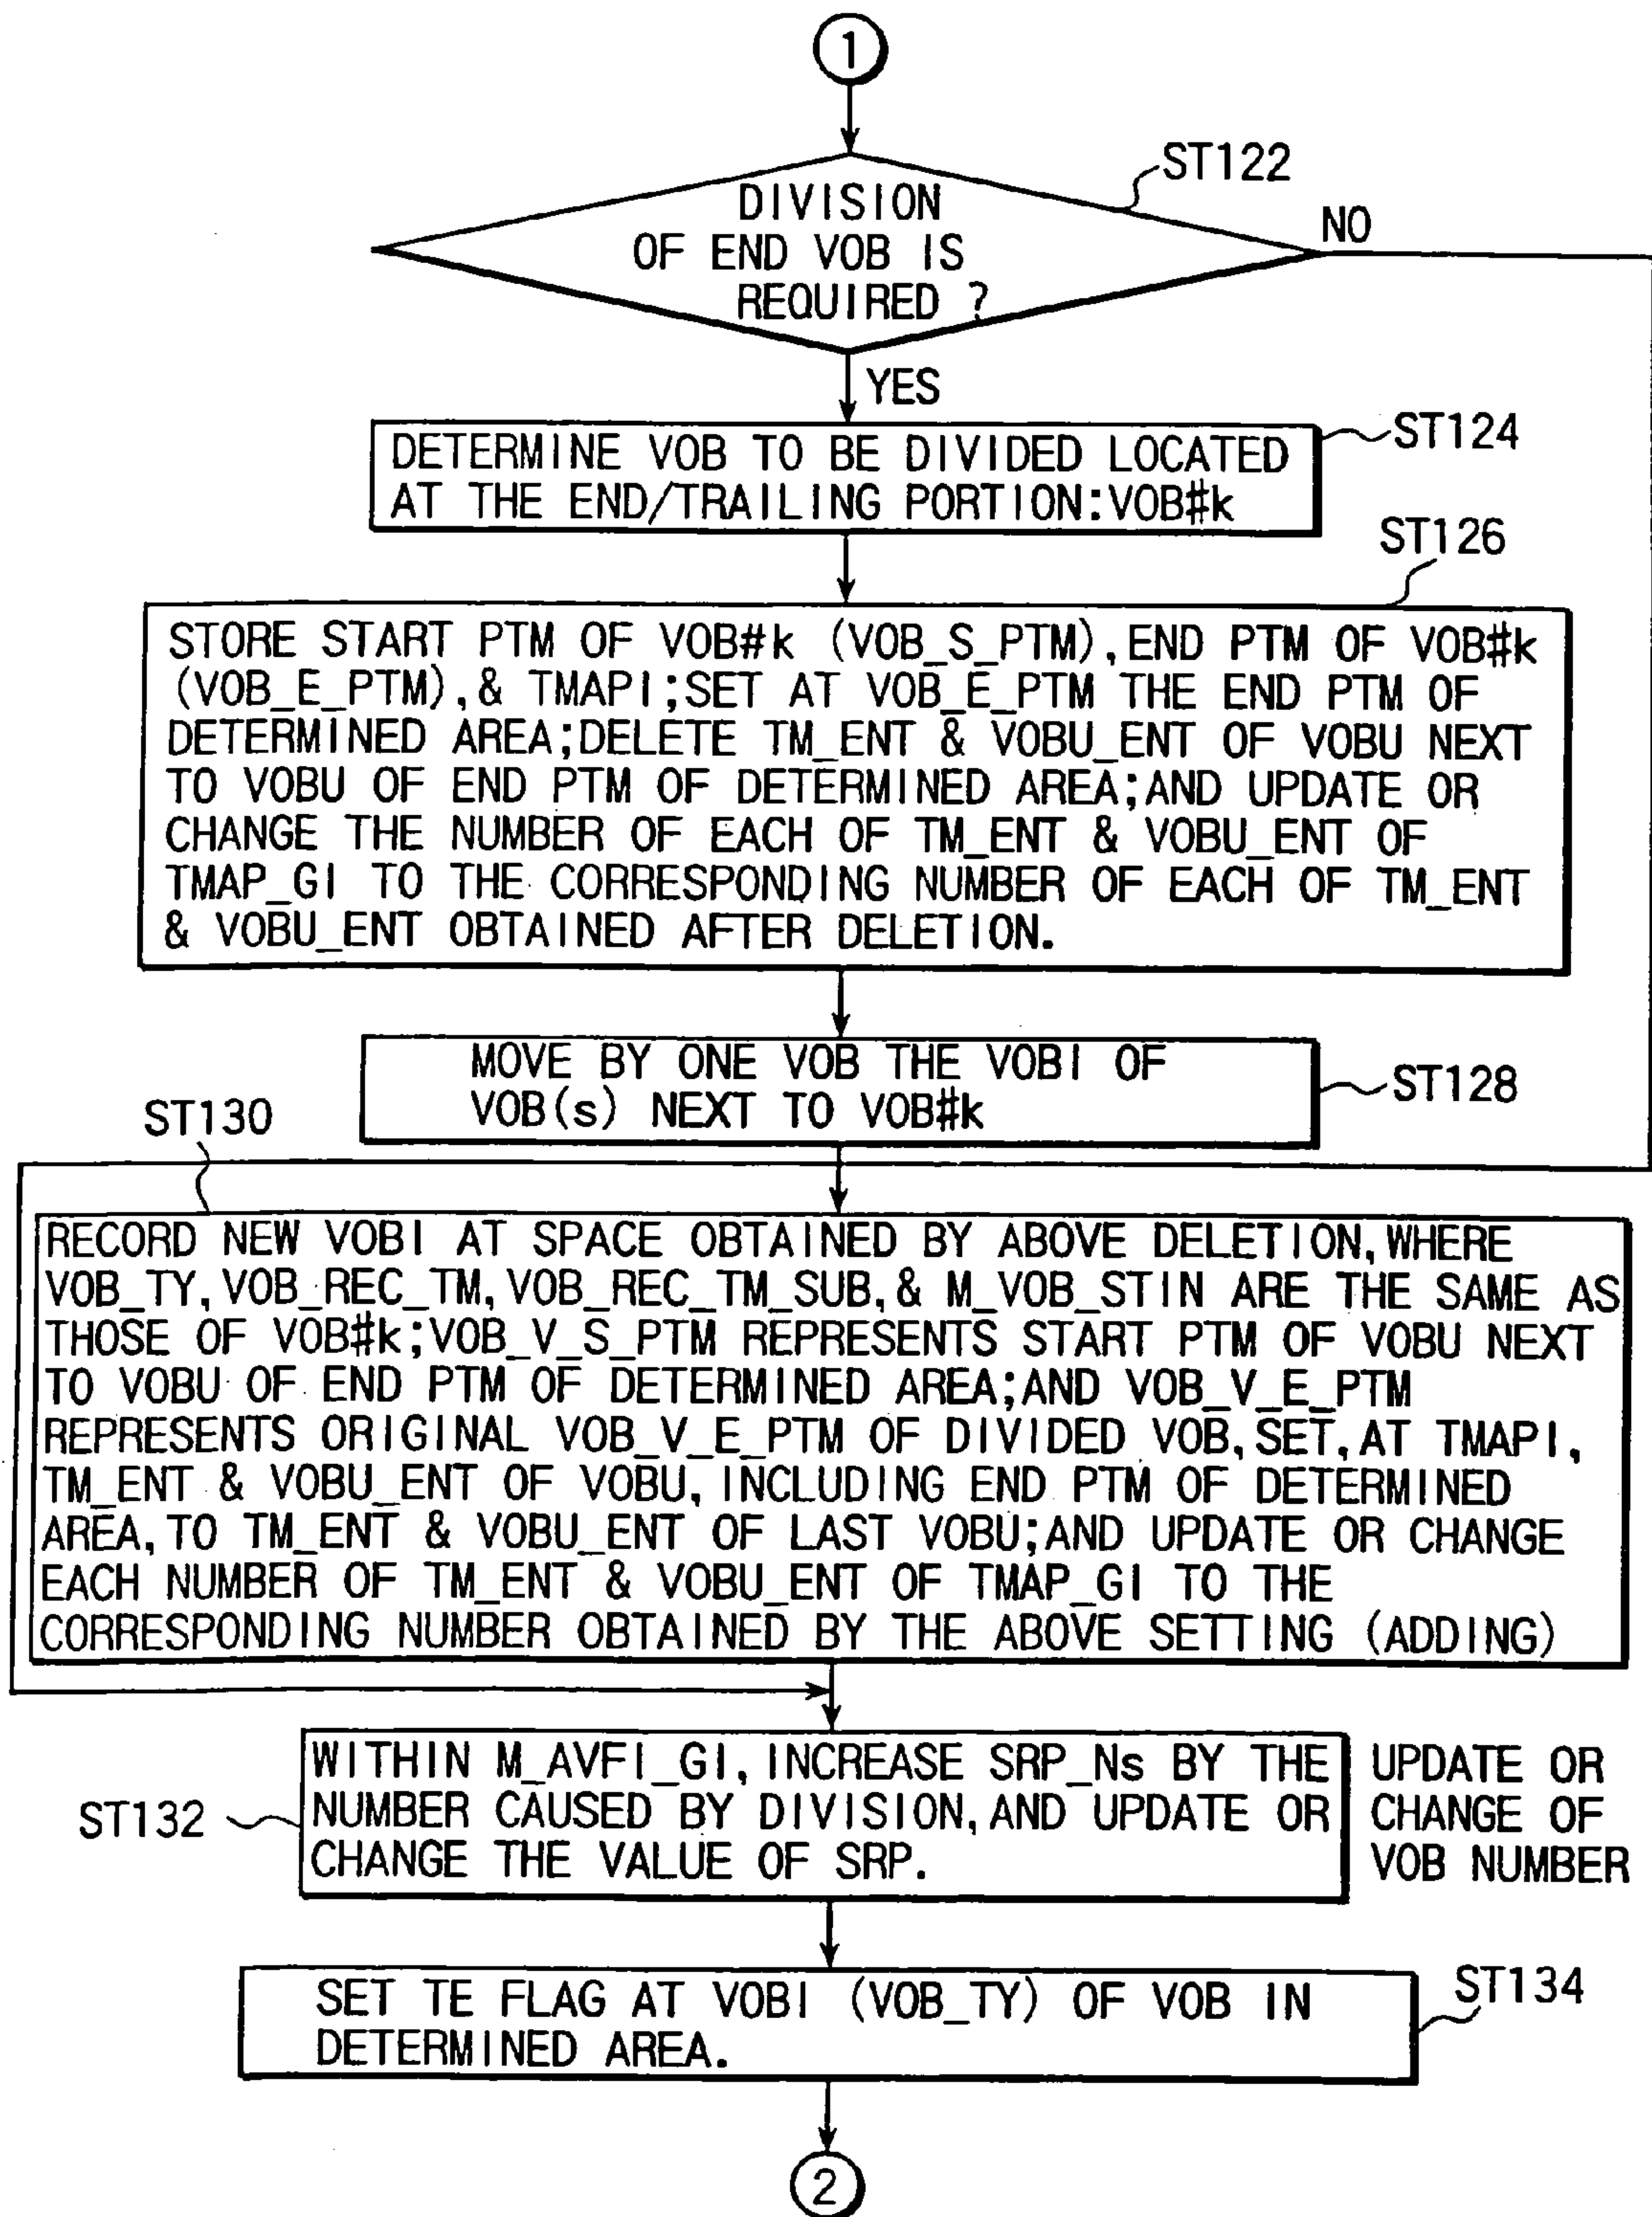 1
ST122
DIVISION
OF END VOB IS
REQUIRED ?
NO
YES
ST124
DETERMINE VOB TO BE DIVIDED LOCATED
AT THE END/TRAILING PORTION:VOB#k
ST126
STORE START PTM OF VOB#k (VOB_S_PTM),END PTM OF VOB#k
(VOB_E_PTM),& TMAPI;SET AT VOB_E_PTM THE END PTM OF
DETERMINED AREA;DELETE TM_ENT & VOBU_ENT OF VOBU NEXT
TO VOBU OF END PTM OF DETERMINED AREA;AND UPDATE OR
CHANGE THE NUMBER OF EACH OF TM_ENT & VOBU_ENT OF
TMAP_GI TO THE CORRESPONDING NUMBER OF EACH OF TM_ENT
& VOBU_ENT OBTAINED AFTER DELETION.
MOVE BY ONE VOB THE VOBI OF
VOB(s) NEXT TO VOB#k
ST128
ST130
RECORD NEW VOBI AT SPACE OBTAINED BY ABOVE DELETION,WHERE
VOB_TY,VOB_REC_TM,VOB_REC_TM_SUB,& M_VOB_STIN ARE THE SAME AS
THOSE OF VOB#k;VOB_V_S_PTM REPRESENTS START PTM OF VOBU NEXT
TO VOBU OF END PTM OF DETERMINED AREA;AND VOB_V_E_PTM
REPRESENTS ORIGINAL VOB_V_E_PTM OF DIVIDED VOB,SET,AT TMAPI,
TM_ENT & VOBU_ENT OF VOBU,INCLUDING END PTM OF DETERMINED
AREA,TO TM_ENT & VOBU_ENT OF LAST VOBU;AND UPDATE OR CHANGE
EACH NUMBER OF TM_ENT & VOBU_ENT OF TMAP_GI TO THE
CORRESPONDING NUMBER OBTAINED BY THE ABOVE SETTING (ADDING)
ST132
WITHIN M_AVFI_GI,INCREASE SRP_Ns BY THE
NUMBER CAUSED BY DIVISION,AND UPDATE OR
CHANGE THE VALUE OF SRP.
UPDATE OR
CHANGE OF
VOB NUMBER
ST134
SET TE FLAG AT VOBI (VOB_TY) OF VOB IN
DETERMINED AREA.
2